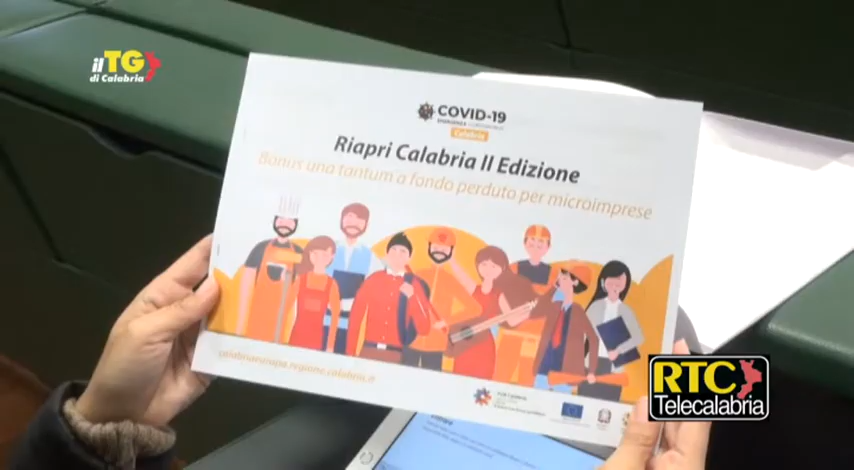 il TG
di Calabria
COVID-19
Calabria
Riapri Calabria II Edizione
Bonus una tantum a fondo perduto per microimprese
calabriaeuropa.regione.calabria.it
RTC
Telecalabria